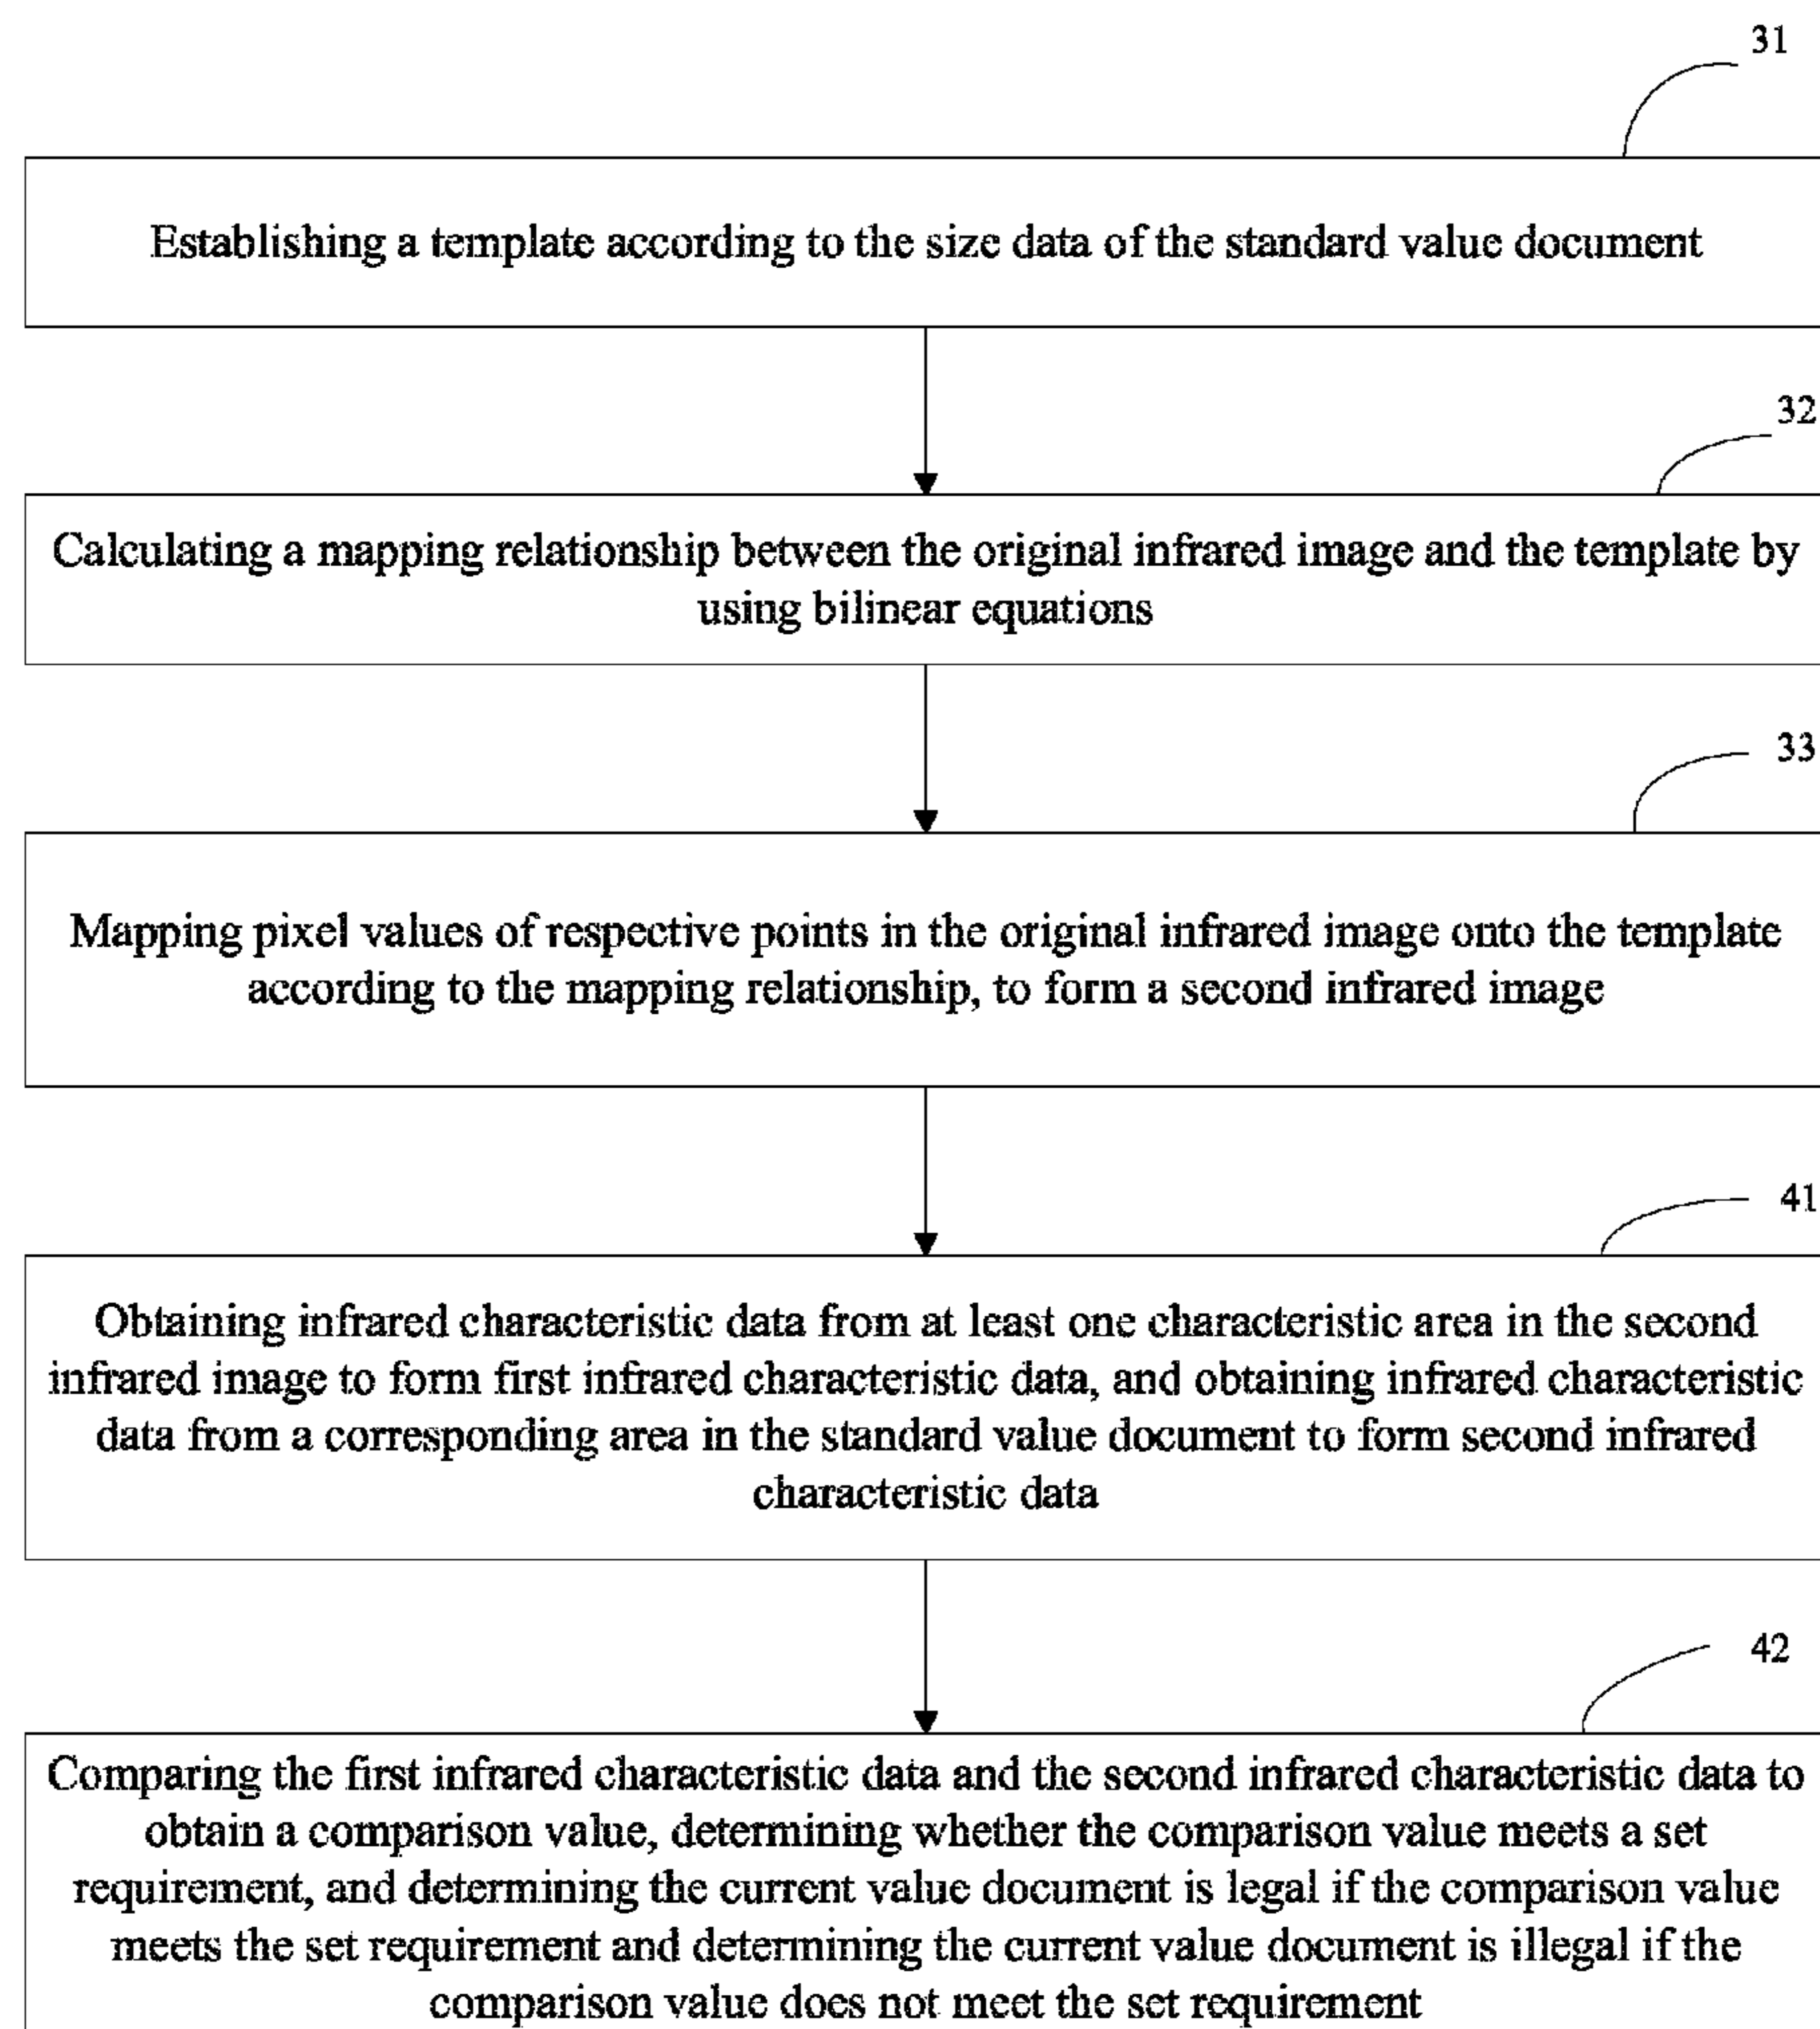 31
Establishing a template according to the size data of the standard value document
32
Calculating a mapping relationship between the original infrared image and the template by
using bilinear equations
33
Mapping pixel values of respective points in the original infrared image onto the template
according to the mapping relationship, to form a second infrared image
41
Obtaining infrared characteristic data from at least one characteristic area in the second
infrared image to form first infrared characteristic data, and obtaining infrared characteristic
data from a corresponding area in the standard value document to form second infrared
characteristic data
42
Comparing the first infrared characteristic data and the second infrared characteristic data to
obtain a comparison value, determining whether the comparison value meets a set
requirement, and determining the current value document is legal if the comparison value
meets the set requirement and determining the current value document is illegal if the
comparison value does not meet the set requirement